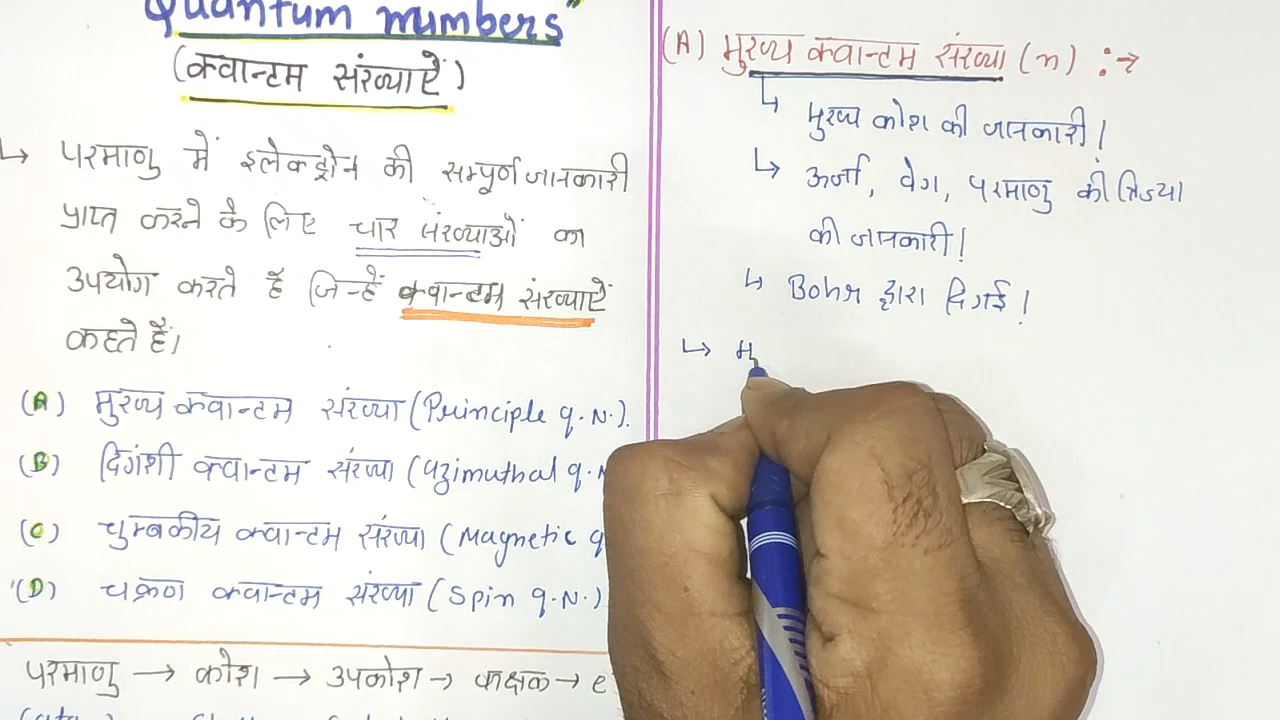 Quantum numbers"
(क्वान्टम संख्याऐं)
↳ परमाणु में इलेक्ट्रोन की सम्पूर्ण जानकारी
प्राप्त करने के लिए चार संख्याओं का
उपयोग करते हैं जिन्हें क्वान्टम संख्याऐं
कहते हैं।
(A) मुख्य क्वान्टम संख्या (Principle q.N.).
(B) दिगंशी क्वान्टम संख्या (Azimuthal q.N
(C) चुम्बकीय क्वान्टम संख्या (Magnetic q
(D) चक्रण क्वान्टम संख्या (Spin q.N.)
परमाणु → कोश → उपकोश → कक्षक → e
(A) मुख्य क्वान्टम संख्या (n) :→
↳ मुख्य कोश की जानकारी!
↳ ऊर्जा, वेग, परमाणु की त्रिज्या
की जानकारी!
↳ Bohr द्वारा दि गई!
↳